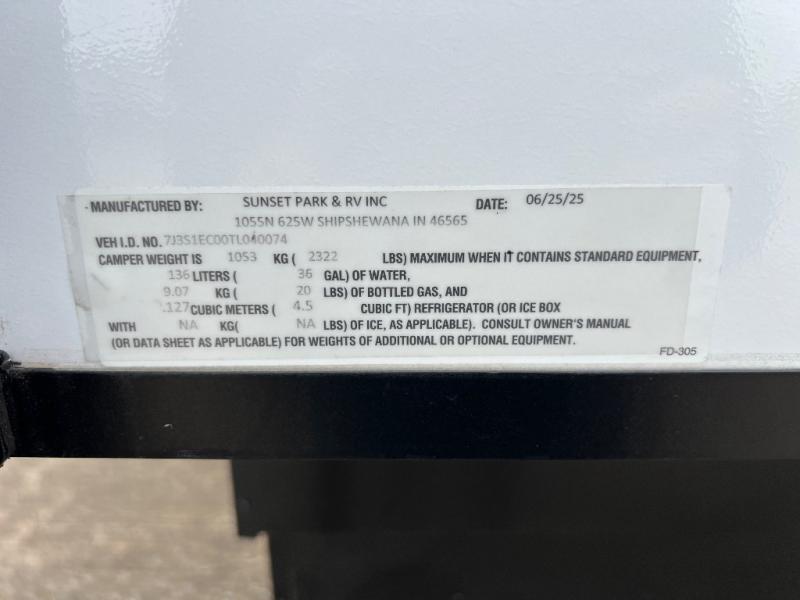 MANUFACTURED BY: SUNSET PARK & RV INC DATE: 06/25/25
1055N 625W SHIPSHEWANA IN 46565
VEH I.D. NO. 7J3S1EC00TL040074
CAMPER WEIGHT IS 1053 KG ( 2322 LBS) MAXIMUM WHEN IT CONTAINS STANDARD EQUIPMENT,
136 LITERS ( 36 GAL) OF WATER,
9.07 KG ( 20 LBS) OF BOTTLED GAS, AND
.127 CUBIC METERS ( 4.5 CUBIC FT) REFRIGERATOR (OR ICE BOX
WITH NA KG( NA LBS) OF ICE, AS APPLICABLE). CONSULT OWNER'S MANUAL
(OR DATA SHEET AS APPLICABLE) FOR WEIGHTS OF ADDITIONAL OR OPTIONAL EQUIPMENT.
FD-305